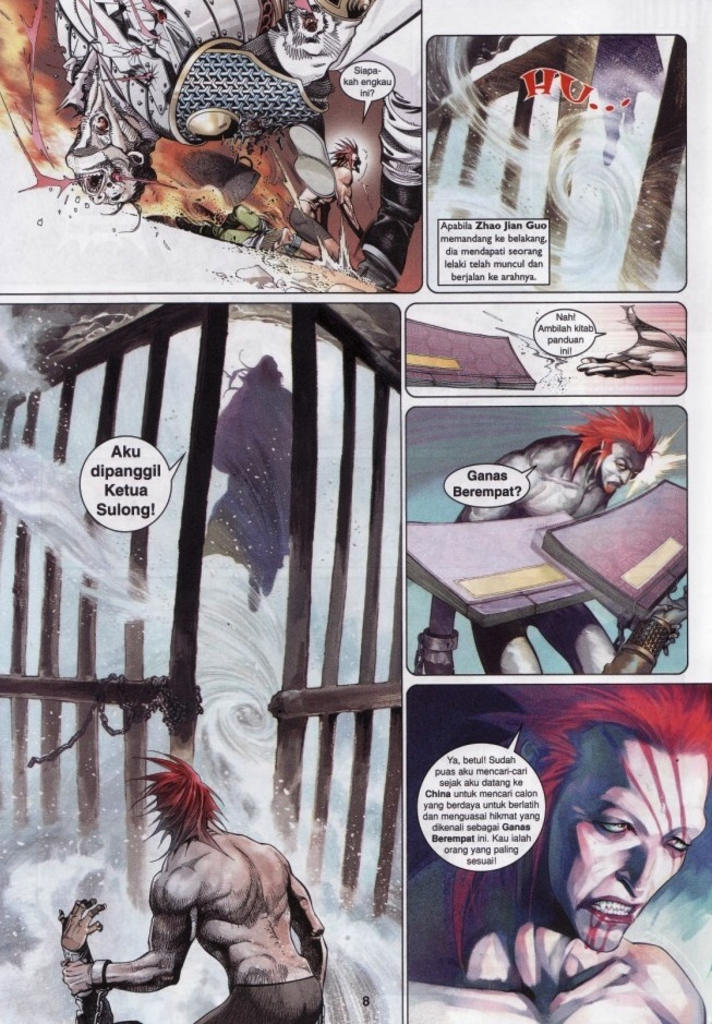 Siapa-
kah engkau
ini?
HU...
Apabila Zhao Jian Guo
memandang ke belakang,
dia mendapati seorang
lelaki telah muncul dan
berjalan ke arahnya.
Aku
dipanggil
Ketua
Sulong!
Nah!
Ambilah kitab
panduan
ini!
Ganas
Berempat?
Ya, betul! Sudah
puas aku mencari-cari
sejak aku datang ke
China untuk mencari calon
yang berdaya untuk berlatih
dan menguasai hikmat yang
dikenali sebagai Ganas
Berempat ini. Kau ialah
orang yang paling
sesuai!
8